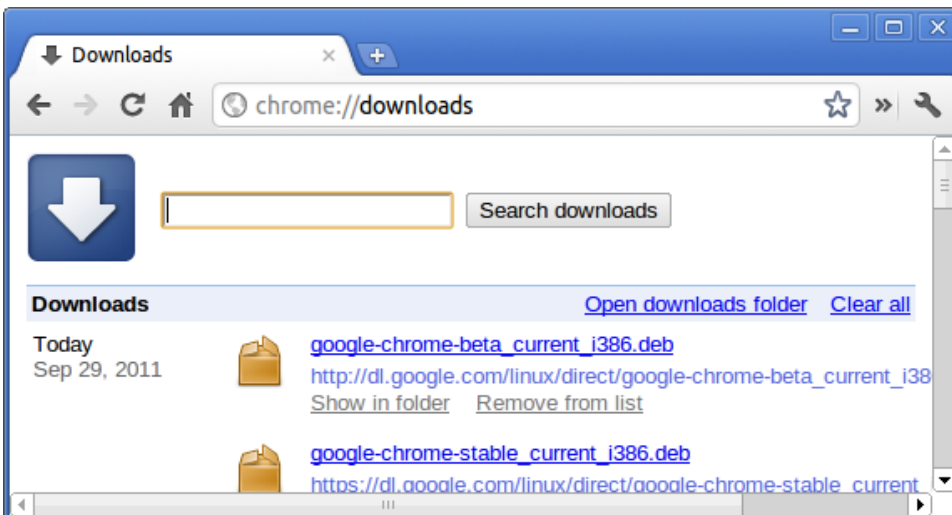 Downloads
chrome://downloads
Search downloads
Downloads Open downloads folder Clear all
Today google-chrome-beta_current_i386.deb
Sep 29, 2011 http://dl.google.com/linux/direct/google-chrome-beta_current_i38
Show in folder Remove from list
google-chrome-stable_current_i386.deb
https://dl.google.com/linux/direct/google-chrome-stable_current_